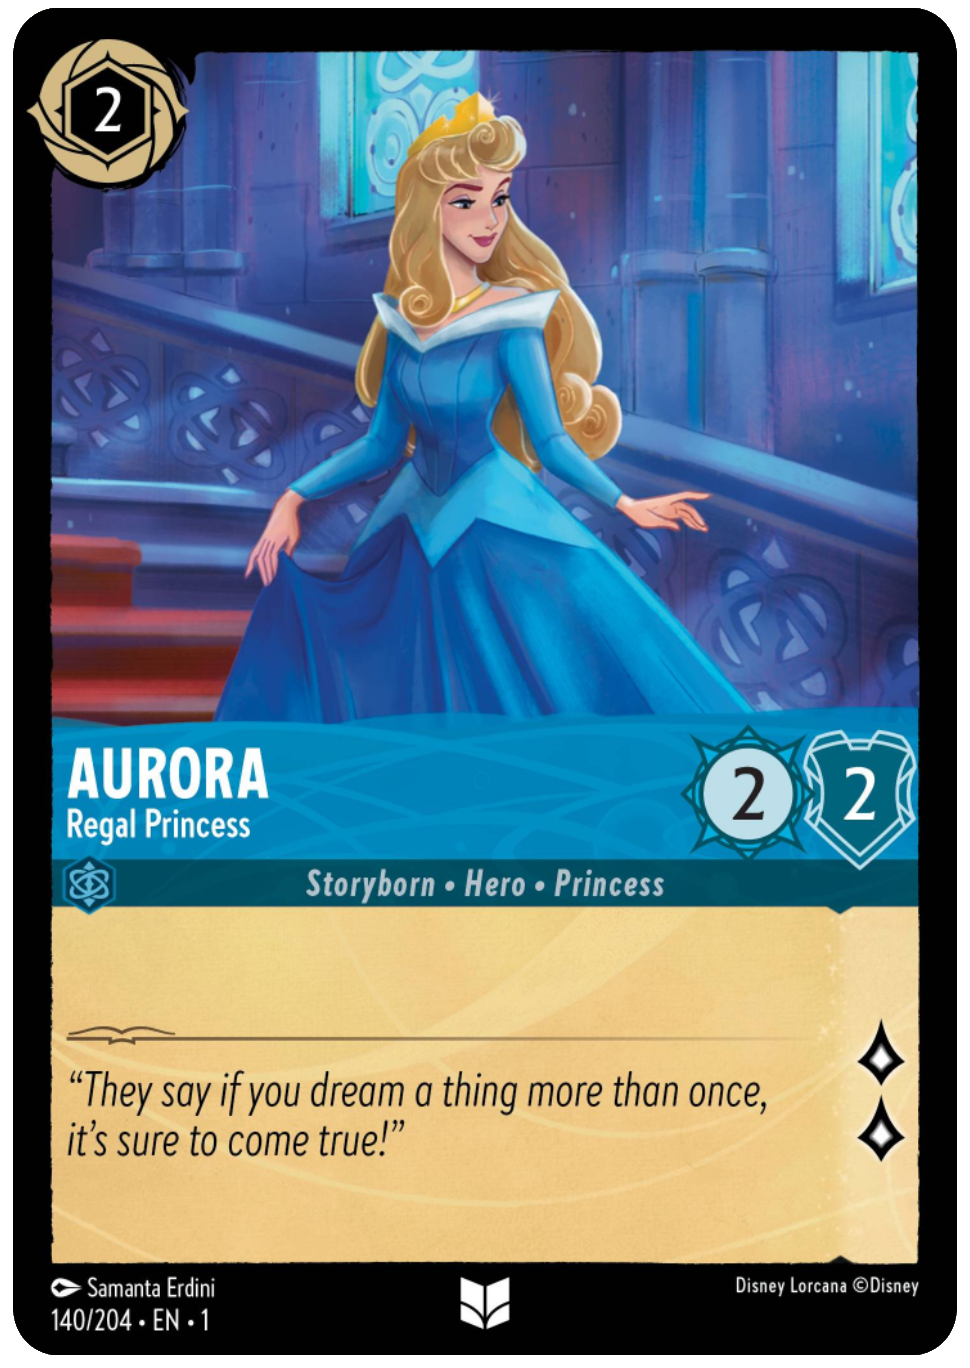 2
AURORA
Regal Princess
2
2
Storyborn • Hero • Princess
“They say if you dream a thing more than once,
it’s sure to come true!”
Samanta Erdini
Disney Lorcana ©Disney
140/204 • EN • 1